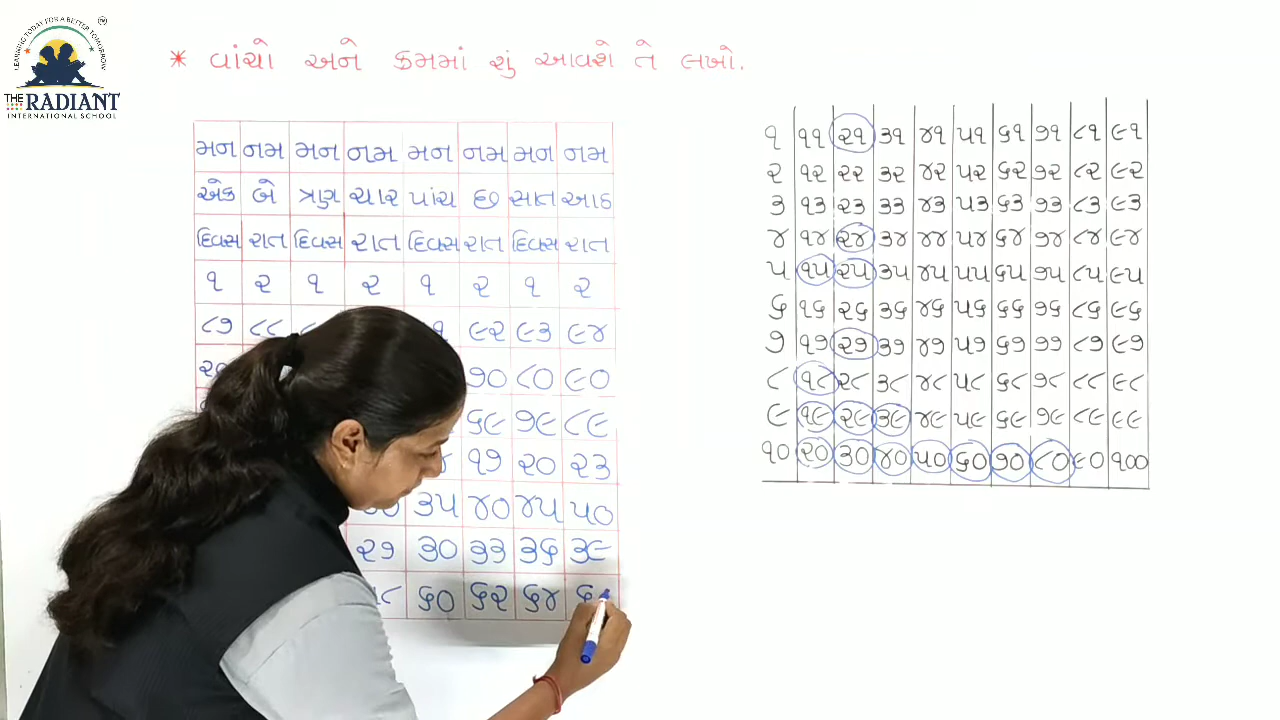 LEARNING TODAY FOR A BETTER TOMORROW
THE RADIANT
INTERNATIONAL SCHOOL
* વાંચો અને ક્રમમાં શું આવશે તે લખો.
મન નમ મન નમ મન નમ મન નમ
એક બે ત્રણ ચાર પાંચ છ સાત આઠ
દિવસ રાત દિવસ રાત દિવસ રાત દિવસ રાત
૧ ૨ ૧ ૨ ૧ ૨ ૧ ૨
૮૭ ૮૮ ૯૨ ૯૩ ૯૪
૭૦ ૮૦ ૯૦
૬૯ ૭૯ ૮૯
૧૭ ૨૦ ૨૩
૩૫ ૪૦ ૪૫ ૫૦
૨૭ ૩૦ ૩૩ ૩૬ ૩૯
૬૦ ૬૨ ૬૪
૧ ૧૧ ૨૧ ૩૧ ૪૧ ૫૧ ૬૧ ૭૧ ૮૧ ૯૧
૨ ૧૨ ૨૨ ૩૨ ૪૨ ૫૨ ૬૨ ૭૨ ૮૨ ૯૨
૩ ૧૩ ૨૩ ૩૩ ૪૩ ૫૩ ૬૩ ૭૩ ૮૩ ૯૩
૪ ૧૪ ૨૪ ૩૪ ૪૪ ૫૪ ૬૪ ૭૪ ૮૪ ૯૪
૫ ૧૫ ૨૫ ૩૫ ૪૫ ૫૫ ૬૫ ૭૫ ૮૫ ૯૫
૬ ૧૬ ૨૬ ૩૬ ૪૬ ૫૬ ૬૬ ૭૬ ૮૬ ૯૬
૭ ૧૭ ૨૭ ૩૭ ૪૭ ૫૭ ૬૭ ૭૭ ૮૭ ૯૭
૮ ૧૮ ૨૮ ૩૮ ૪૮ ૫૮ ૬૮ ૭૮ ૮૮ ૯૮
૯ ૧૯ ૨૯ ૩૯ ૪૯ ૫૯ ૬૯ ૭૯ ૮૯ ૯૯
૧૦ ૨૦ ૩૦ ૪૦ ૫૦ ૬૦ ૭૦ ૮૦ ૯૦ ૧૦૦